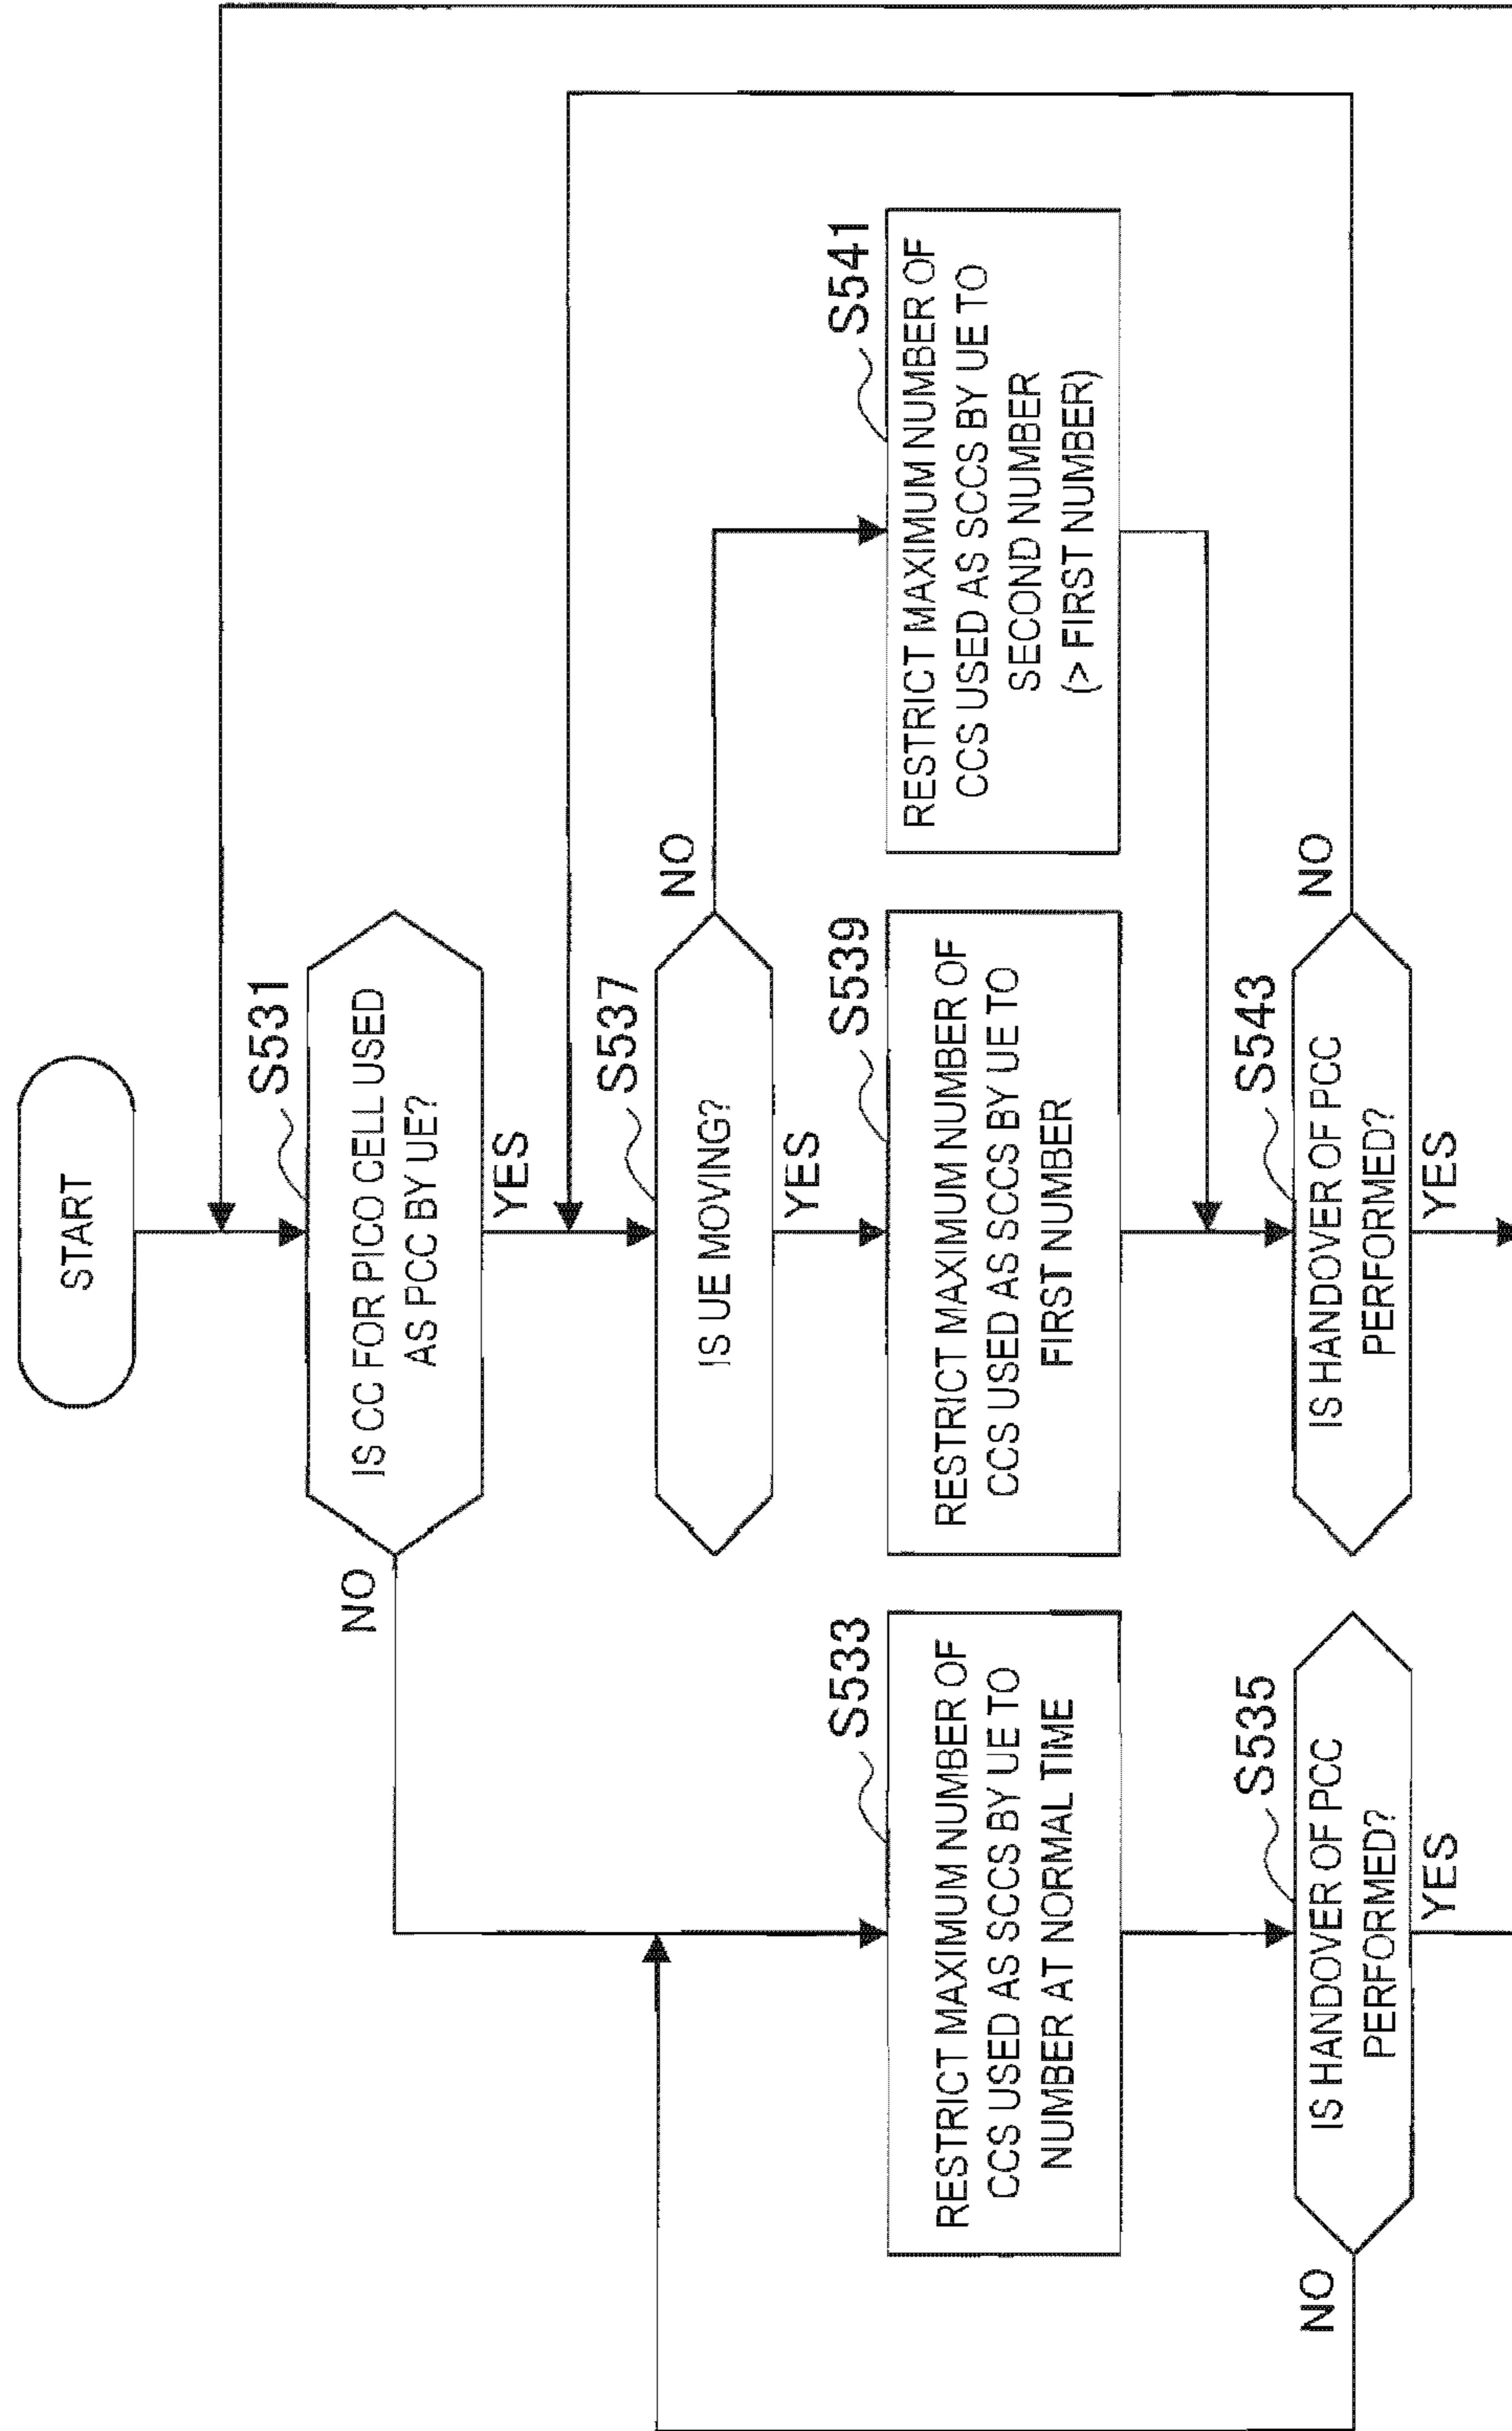 START
S531
IS CC FOR PICO CELL USED
AS PCC BY UE?
NO
YES
S537
IS UE MOVING?
NO
YES
S533
RESTRICT MAXIMUM NUMBER OF
CCS USED AS SCCS BY UE TO
NUMBER AT NORMAL TIME
S539
RESTRICT MAXIMUM NUMBER OF
CCS USED AS SCCS BY UE TO
FIRST NUMBER
S541
RESTRICT MAXIMUM NUMBER OF
CCS USED AS SCCS BY UE TO
SECOND NUMBER
(> FIRST NUMBER)
S535
IS HANDOVER OF PCC
PERFORMED?
NO
YES
S543
IS HANDOVER OF PCC
PERFORMED?
NO
YES